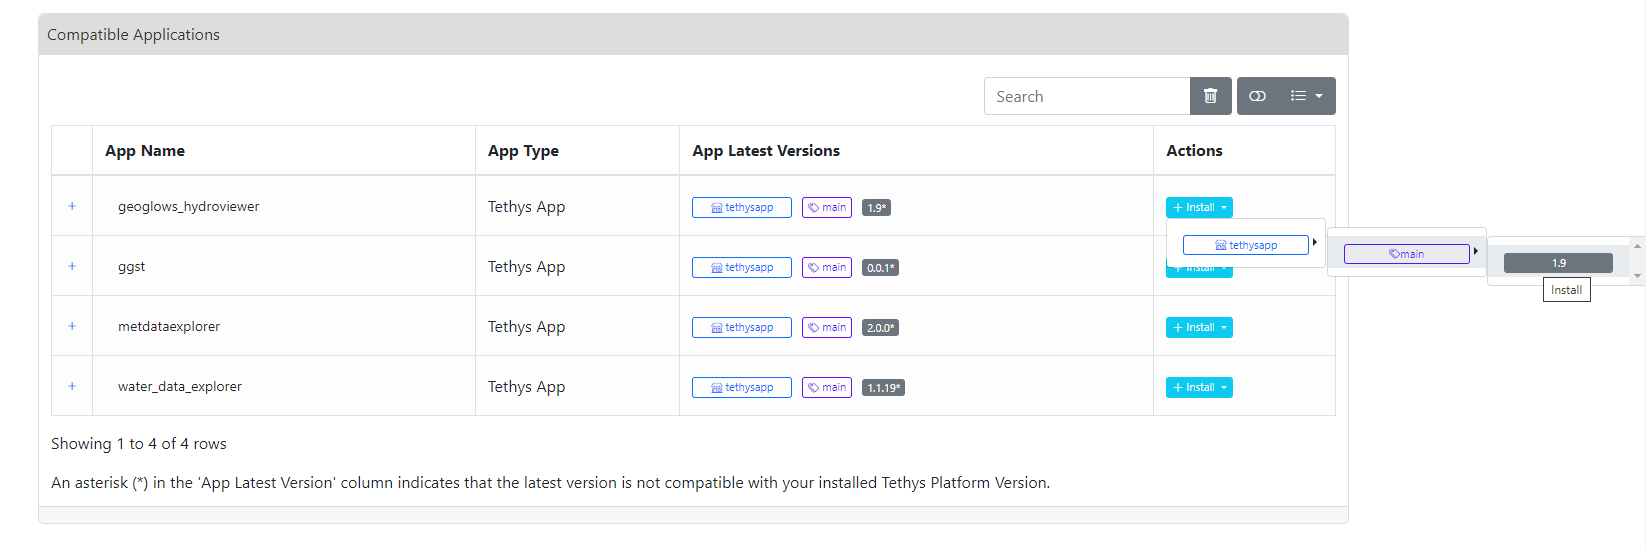 Compatible Applications
Search
App Name App Type App Latest Versions Actions
+ geoglows_hydroviewer Tethys App tethysapp main 1.9* + Install
tethysapp main 1.9
Install
+ ggst Tethys App tethysapp main 0.0.1* + Install
+ metdataexplorer Tethys App tethysapp main 2.0.0* + Install
+ water_data_explorer Tethys App tethysapp main 1.1.19* + Install
Showing 1 to 4 of 4 rows
An asterisk (*) in the 'App Latest Version' column indicates that the latest version is not compatible with your installed Tethys Platform Version.